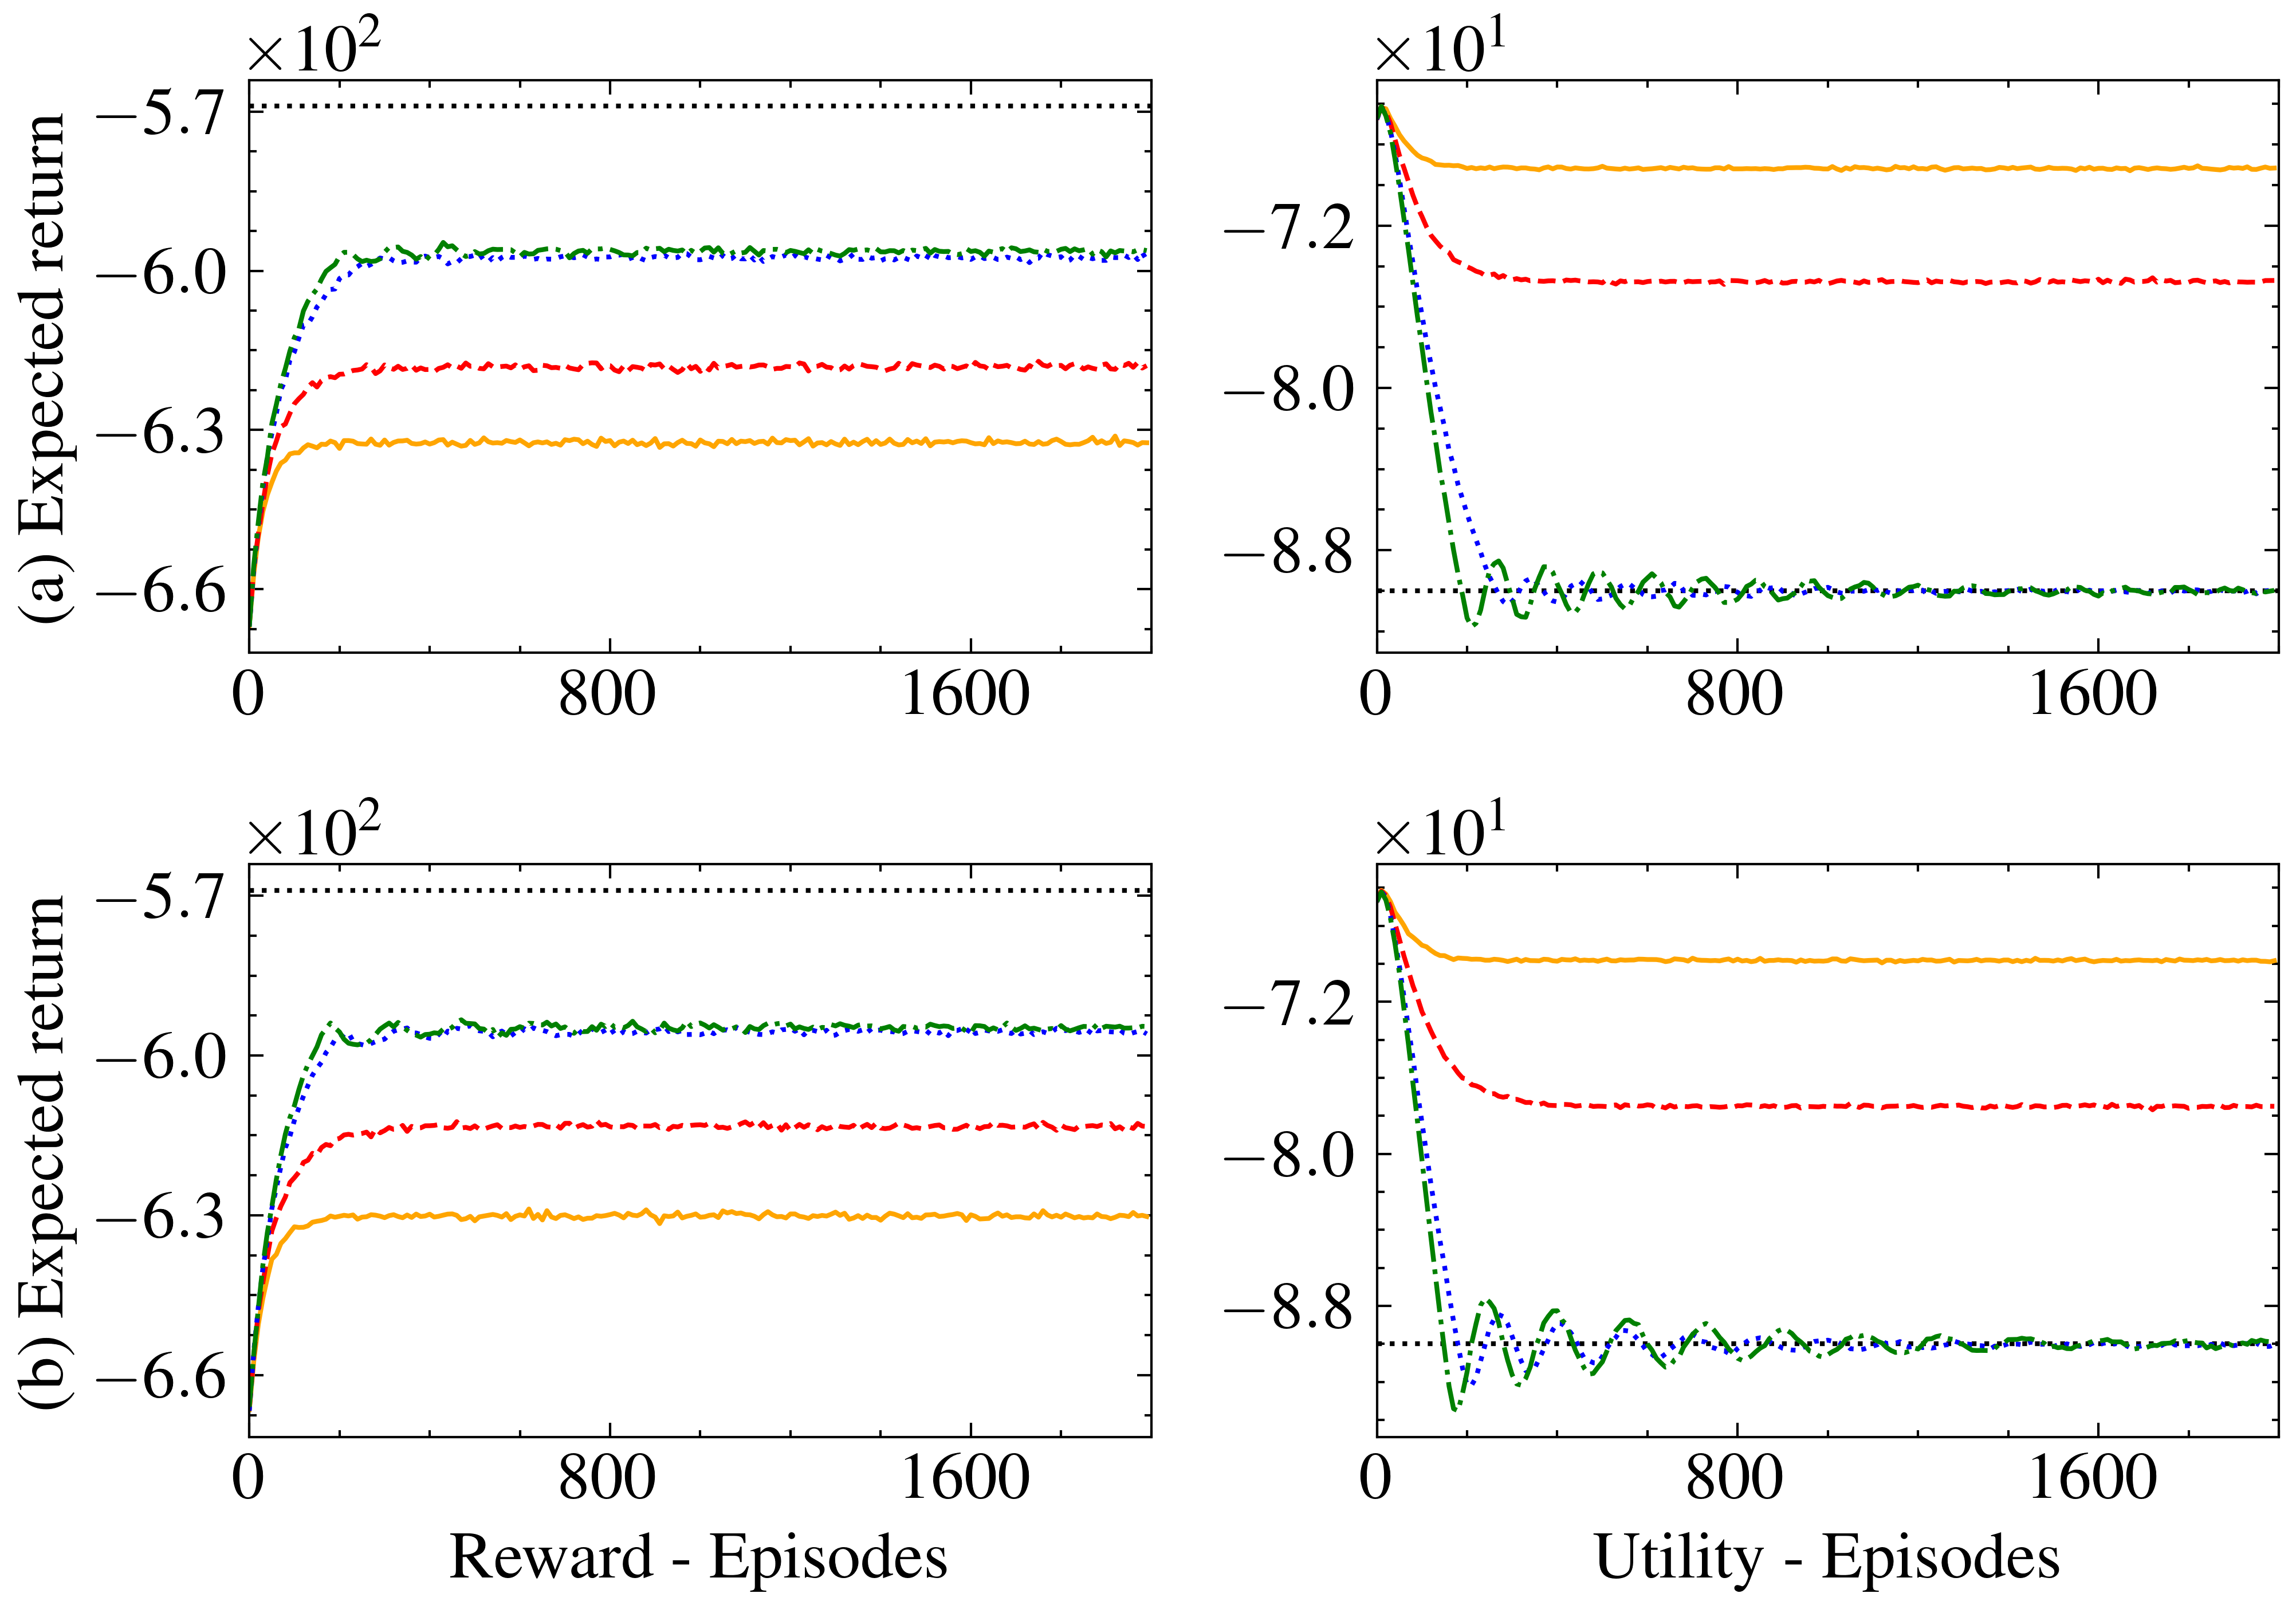 ×10²
(a) Expected return
−5.7
−6.0
−6.3
−6.6
0 800 1600
×10¹
−7.2
−8.0
−8.8
0 800 1600
×10²
(b) Expected return
−5.7
−6.0
−6.3
−6.6
0 800 1600
Reward - Episodes
×10¹
−7.2
−8.0
−8.8
0 800 1600
Utility - Episodes